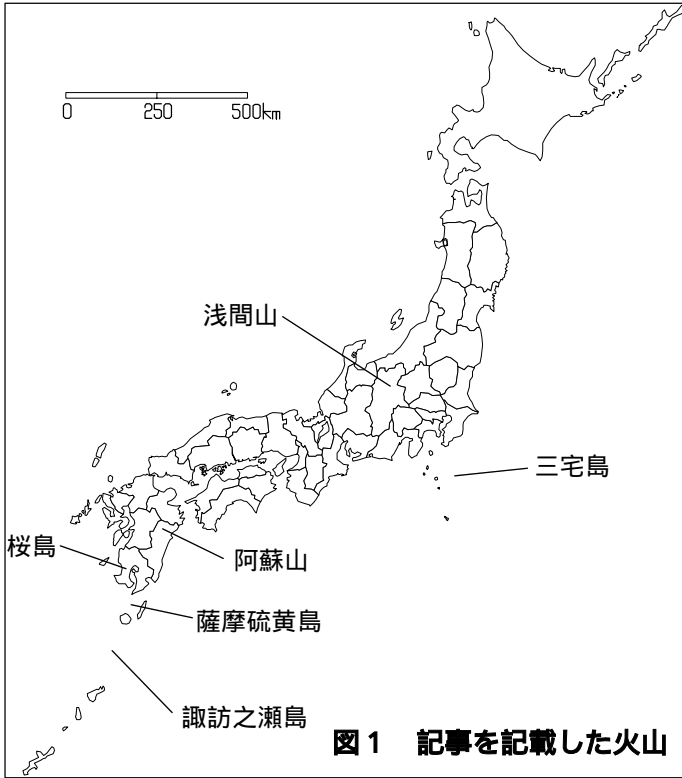 0 250 500km
浅間山
三宅島
桜島
阿蘇山
薩摩硫黄島
諏訪之瀬島
図1 記事を記載した火山